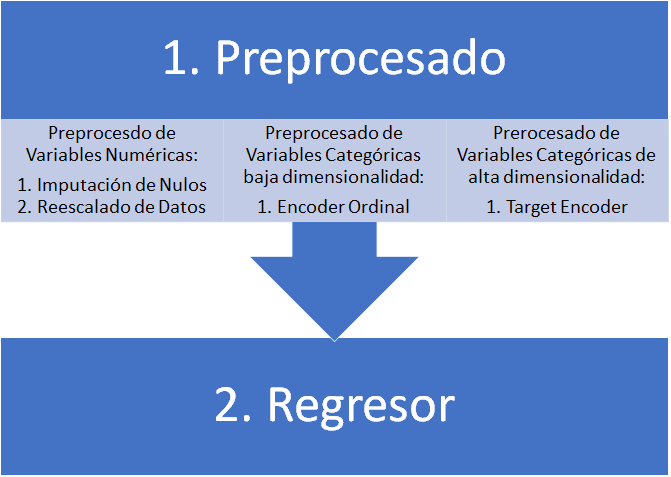 1. Preprocesado
Preprocesdo de
Variables Numéricas:
1. Imputación de Nulos
2. Reescalado de Datos
Preprocesado de
Variables Categóricas
baja dimensionalidad:
1. Encoder Ordinal
Prerocesado de
Variables Categóricas de
alta dimensionalidad:
1. Target Encoder
2. Regresor